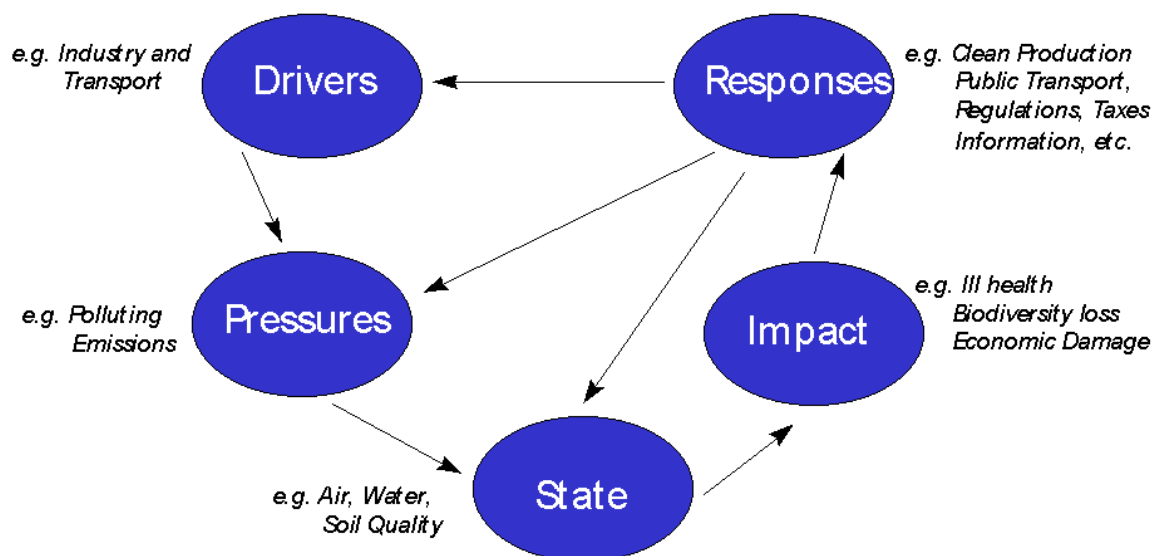 e.g. Industry and
Transport
Drivers
Responses
e.g. Clean Production
Public Transport,
Regulations, Taxes
Information, etc.
e.g. Polluting
Emissions
Pressures
Impact
e.g. Ill health
Biodiversity loss
Economic Damage
e.g. Air, Water,
Soil Quality
State